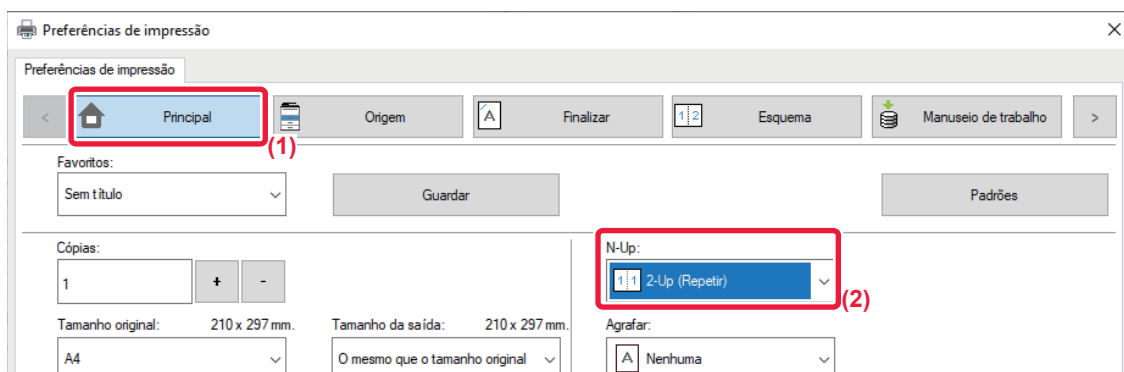 Preferências de impressão
Preferências de impressão
< Principal Origem A Finalizar 1 2 Esquema Manuseio de trabalho >
(1)
Favoritos:
Sem título Guardar Padrões
Cópias: N-Up:
1 + - 1 1 2-Up (Repetir)
(2)
Tamanho original: 210 x 297 mm. Tamanho da saída: 210 x 297 mm. Agrafar:
A4 O mesmo que o tamanho original A Nenhuma